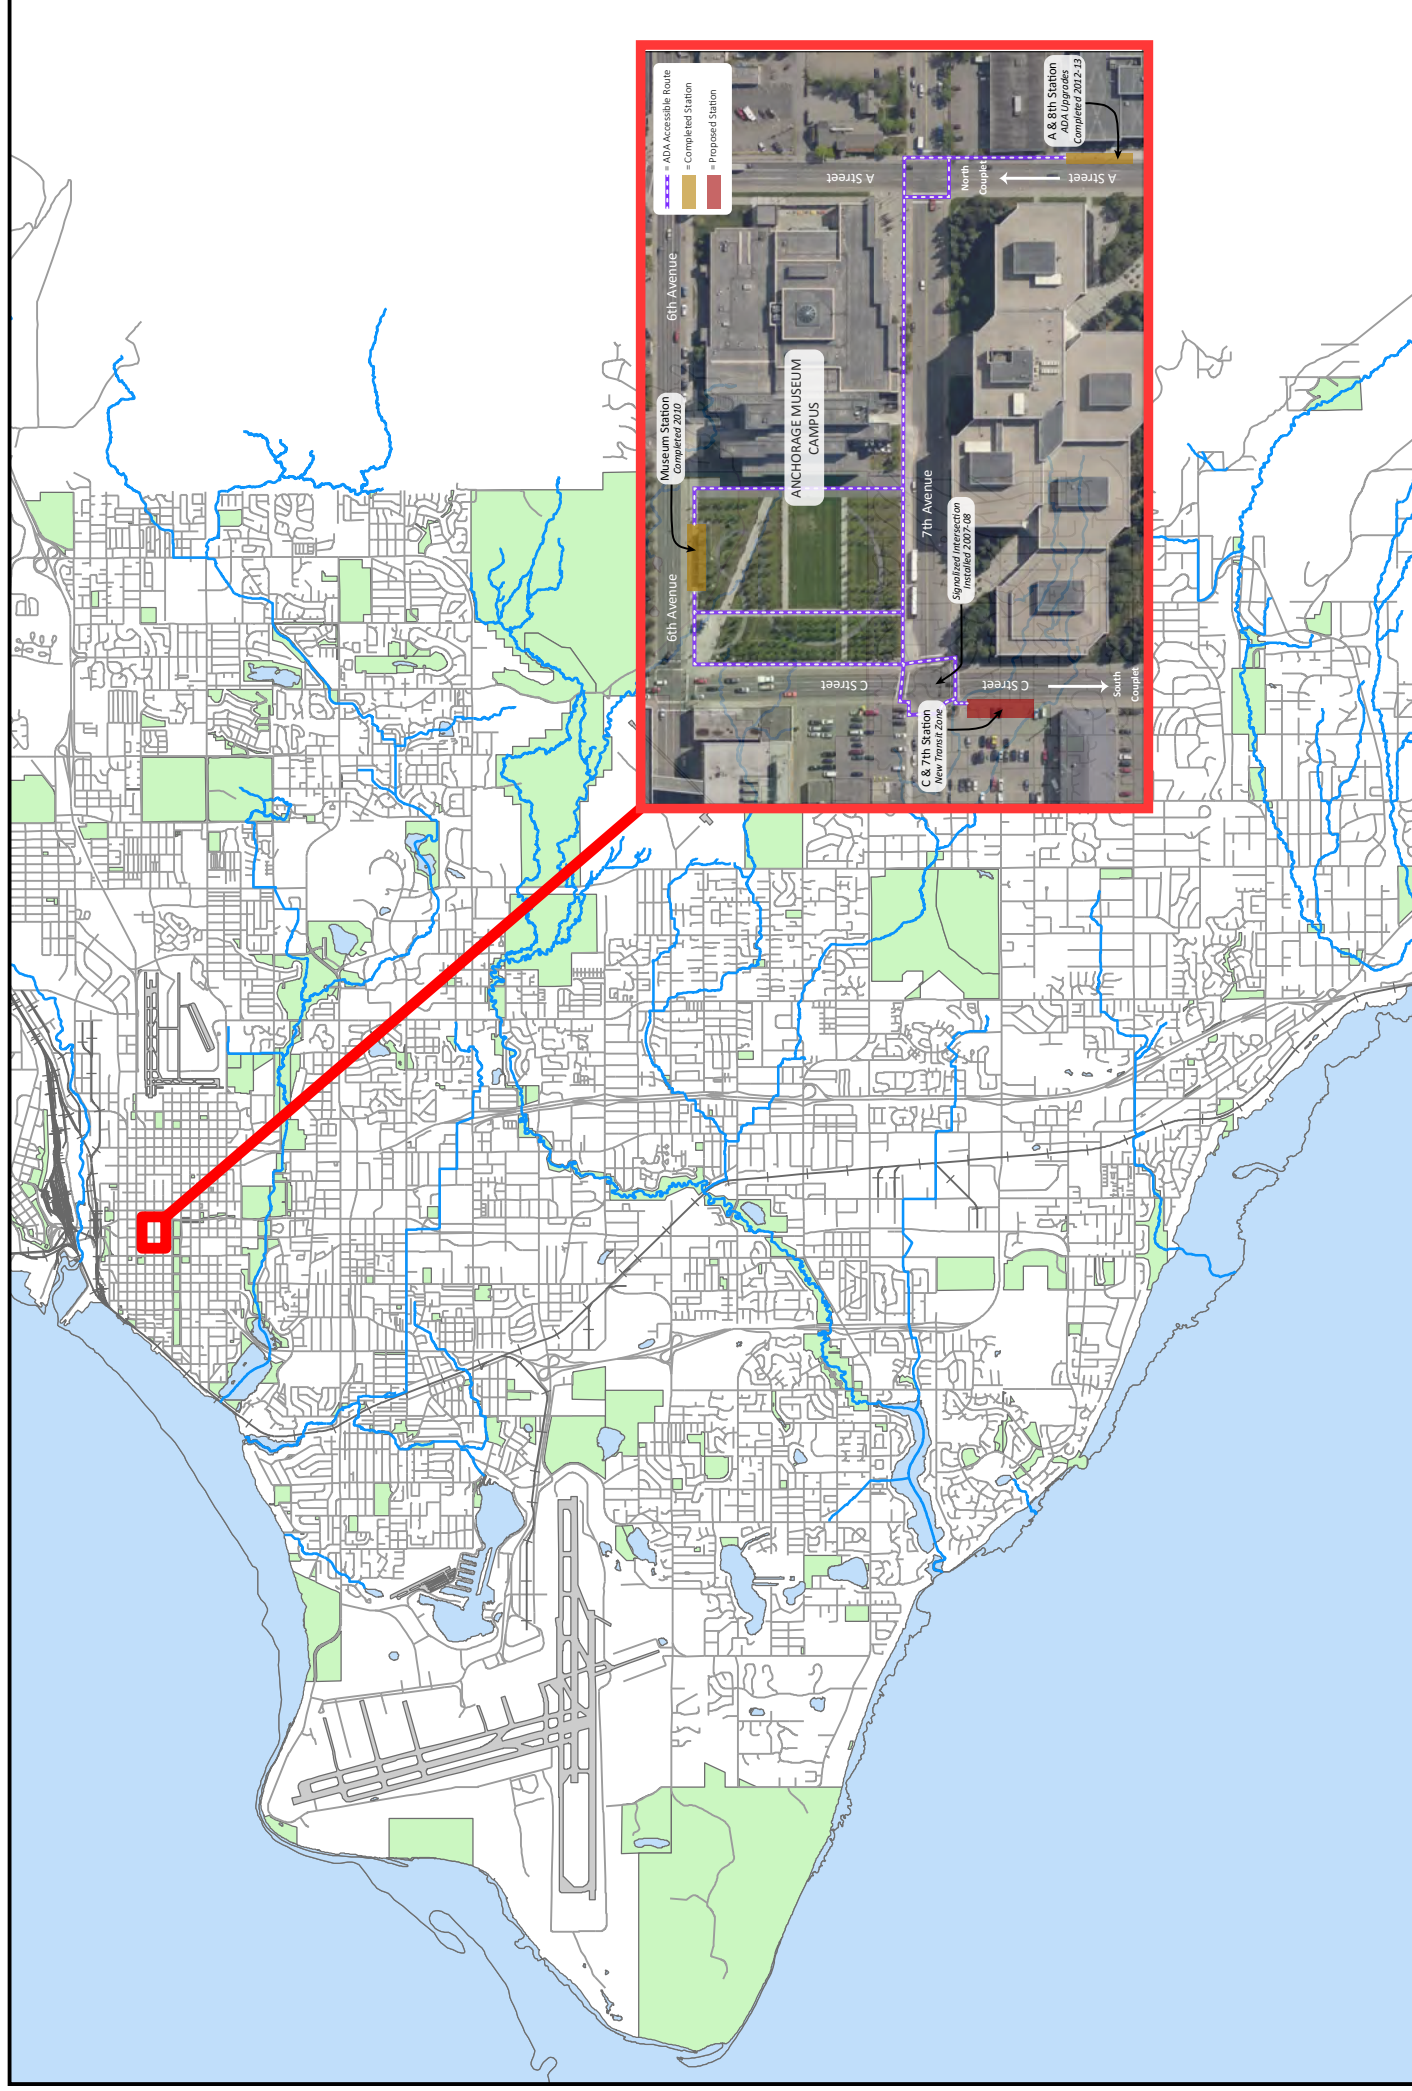 = ADA Accessible Route
= Completed Station
= Proposed Station
A & 8th Station
ADA Upgrades
Completed 2012-13
A Street
North
Couplet
A Street
6th Avenue
Museum Station
Completed 2010
ANCHORAGE MUSEUM
CAMPUS
7th Avenue
Signalized Intersection
Installed 2007-08
6th Avenue
C Street
C Street
South
Couplet
C & 7th Station
New Transit Zone